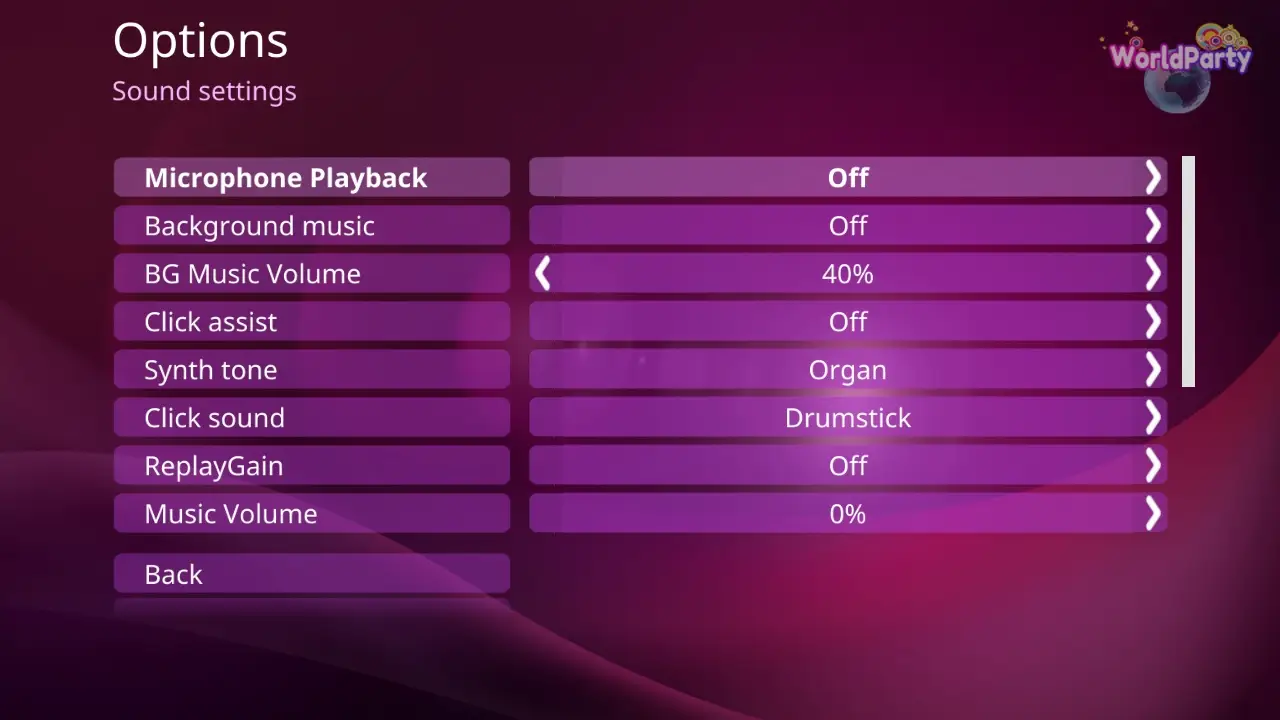 Options
WorldParty
Sound settings
Microphone Playback Off
Background music Off
BG Music Volume 40%
Click assist Off
Synth tone Organ
Click sound Drumstick
ReplayGain Off
Music Volume 0%
Back